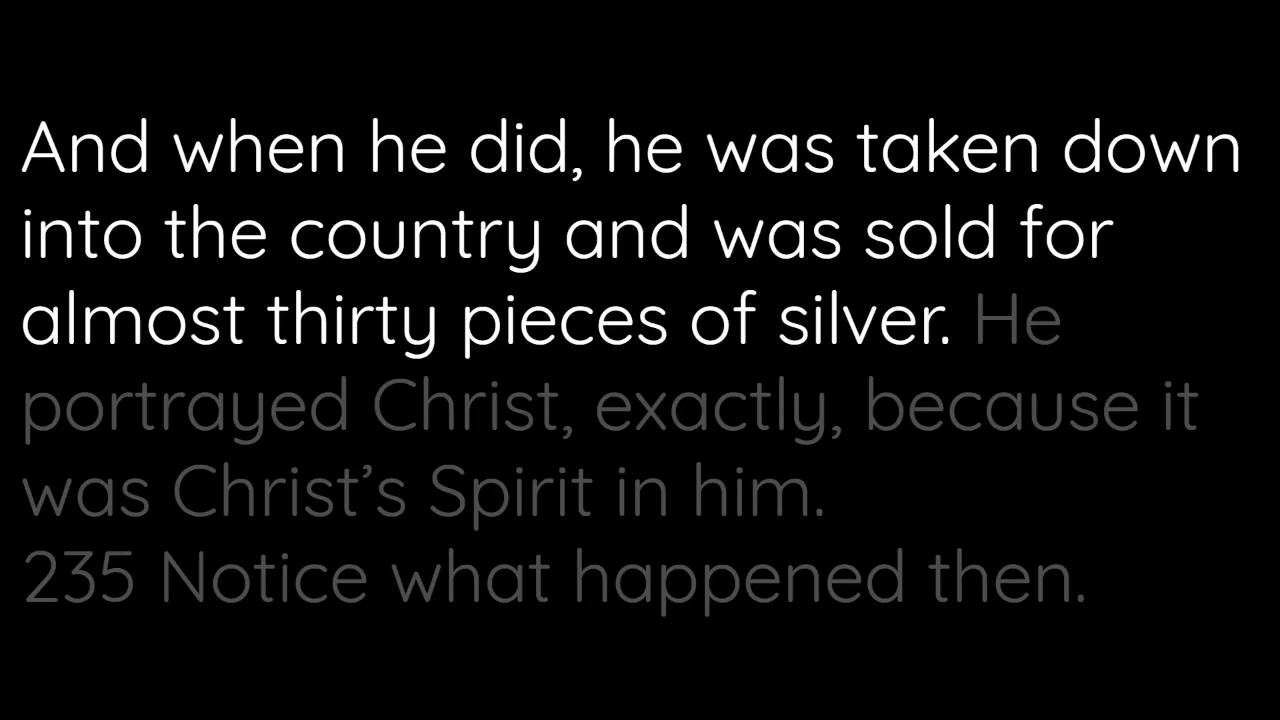 And when he did, he was taken down
into the country and was sold for
almost thirty pieces of silver. He
portrayed Christ, exactly, because it
was Christ’s Spirit in him.
235 Notice what happened then.